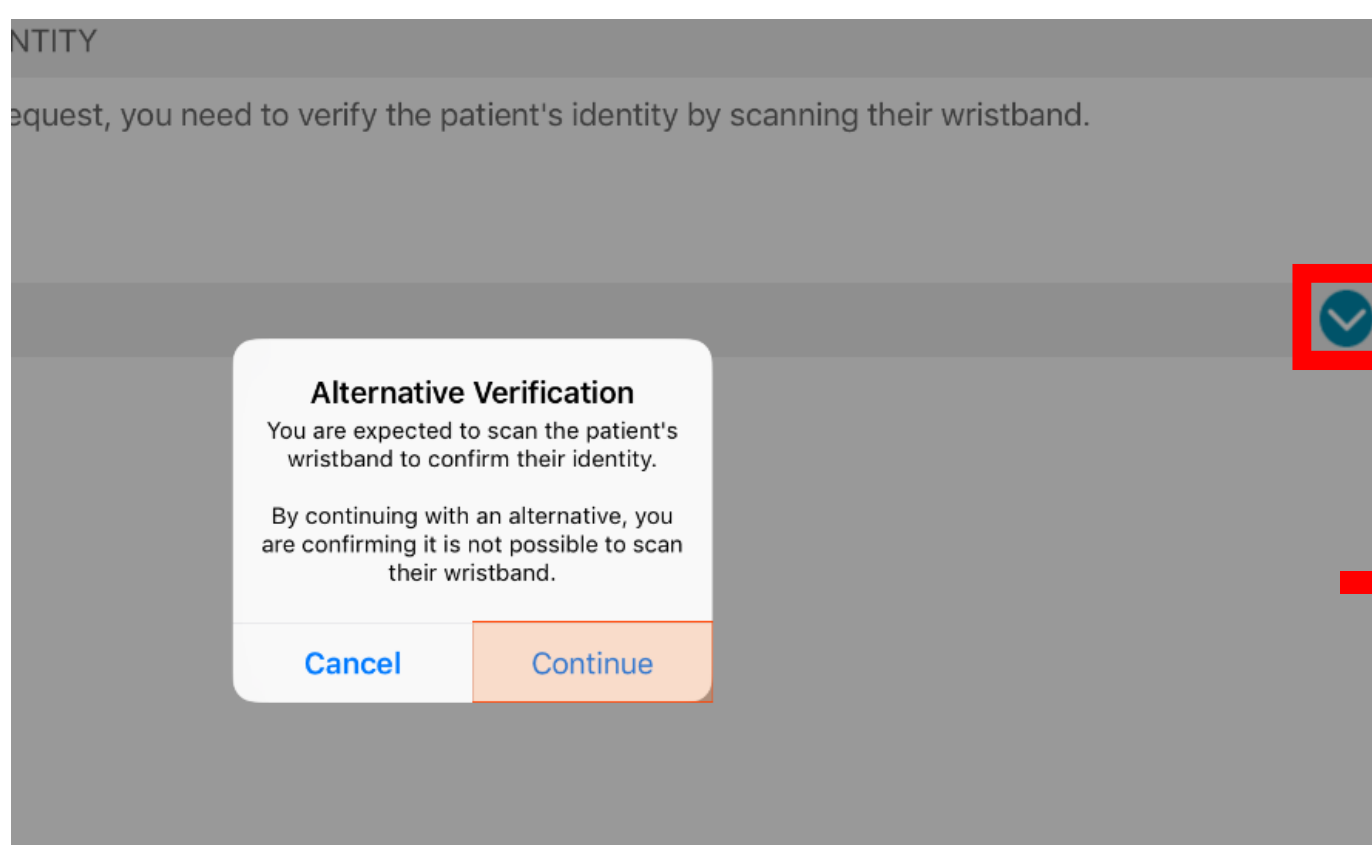 NTITY
equest, you need to verify the patient's identity by scanning their wristband.
Alternative Verification
You are expected to scan the patient's
wristband to confirm their identity.
By continuing with an alternative, you
are confirming it is not possible to scan
their wristband.
Cancel
Continue